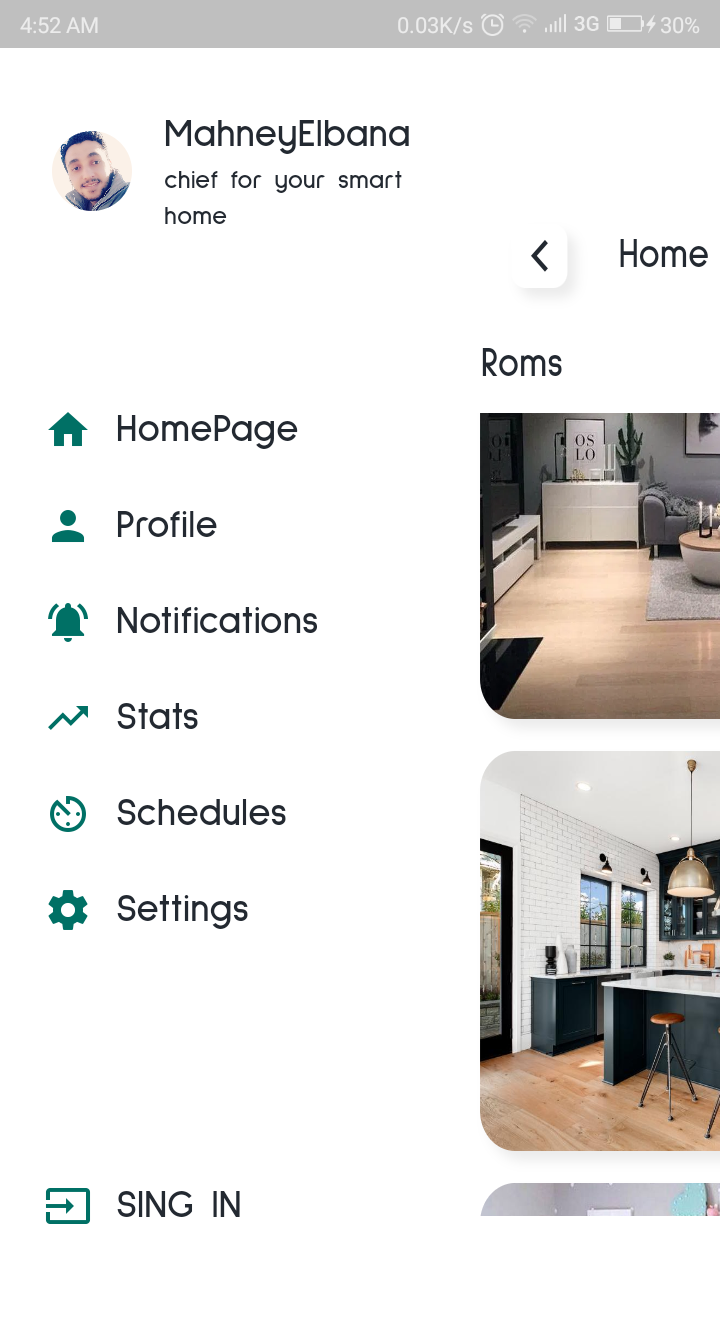 4:52 AM 0.03K/s 3G 30%
MahneyElbana
chief for your smart
home
Home
Roms
OS
LO
HomePage
Profile
Notifications
Stats
Schedules
Settings
SING IN